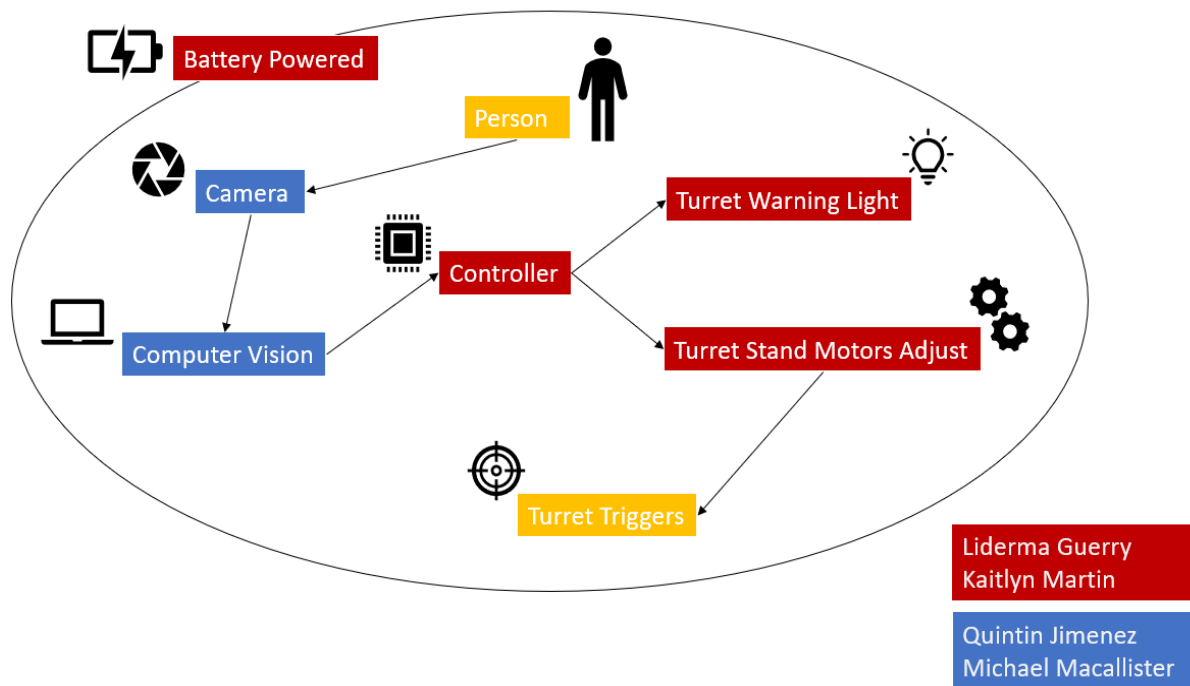 Battery Powered
Person
Camera
Turret Warning Light
Controller
Computer Vision
Turret Stand Motors Adjust
Turret Triggers
Liderma Guerry
Kaitlyn Martin
Quintin Jimenez
Michael Macallister